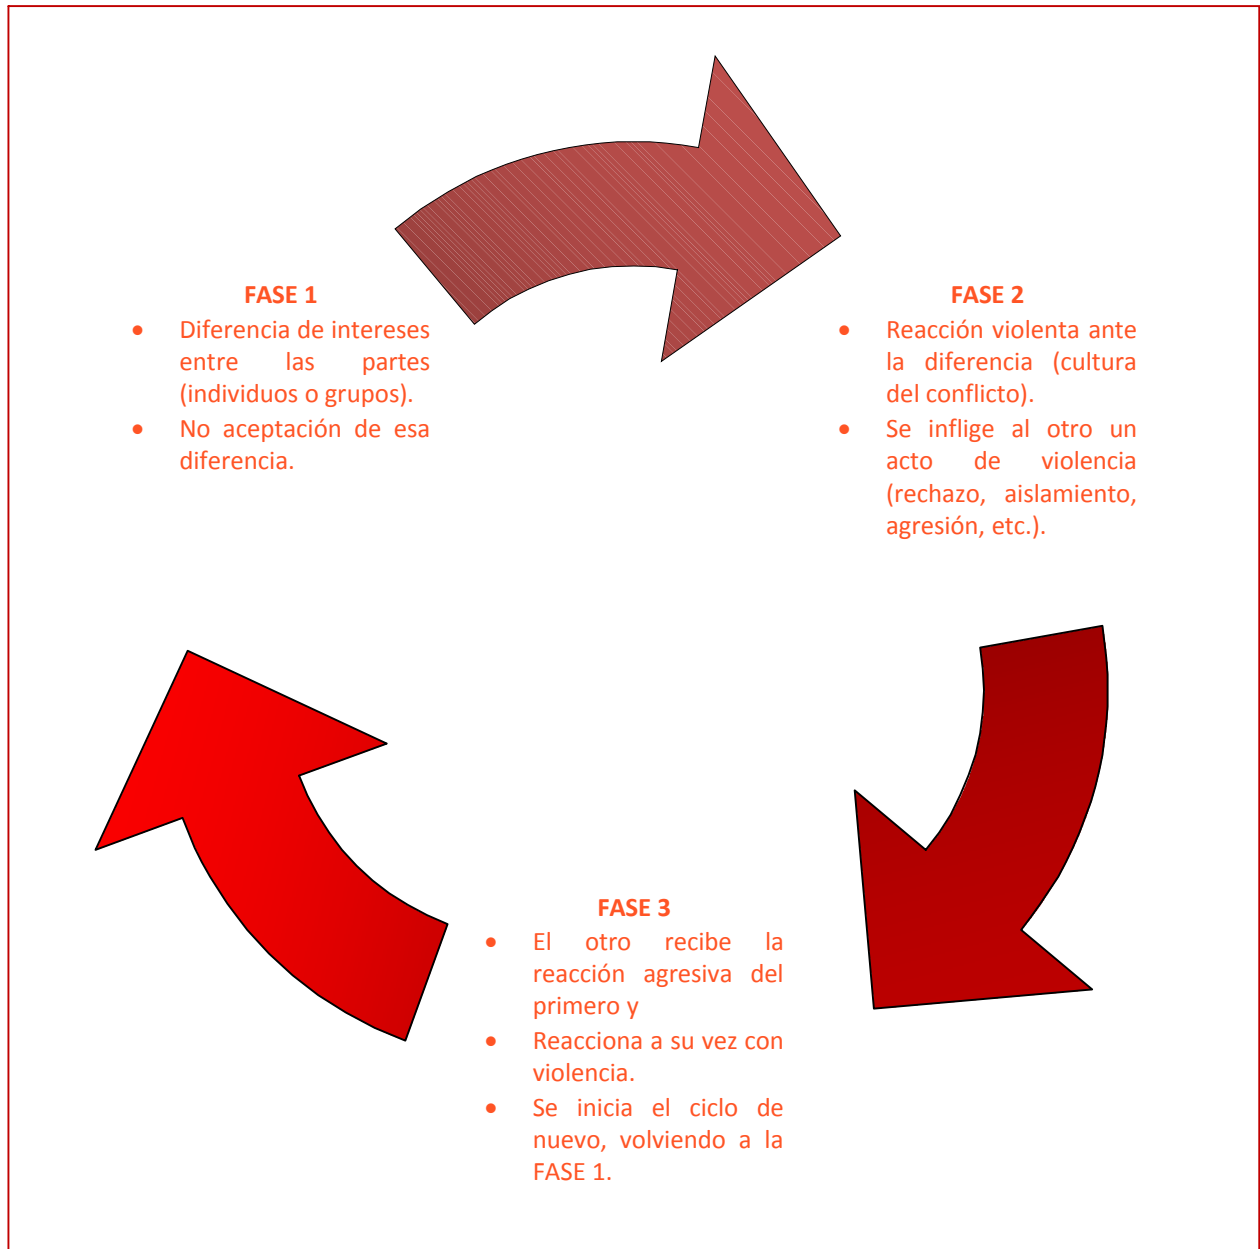 FASE 1
• Diferencia de intereses
entre las partes
(individuos o grupos).
• No aceptación de esa
diferencia.
FASE 2
• Reacción violenta ante
la diferencia (cultura
del conflicto).
• Se inflige al otro un
acto de violencia
(rechazo, aislamiento,
agresión, etc.).
FASE 3
• El otro recibe la
reacción agresiva del
primero y
• Reacciona a su vez con
violencia.
• Se inicia el ciclo de
nuevo, volviendo a la
FASE 1.